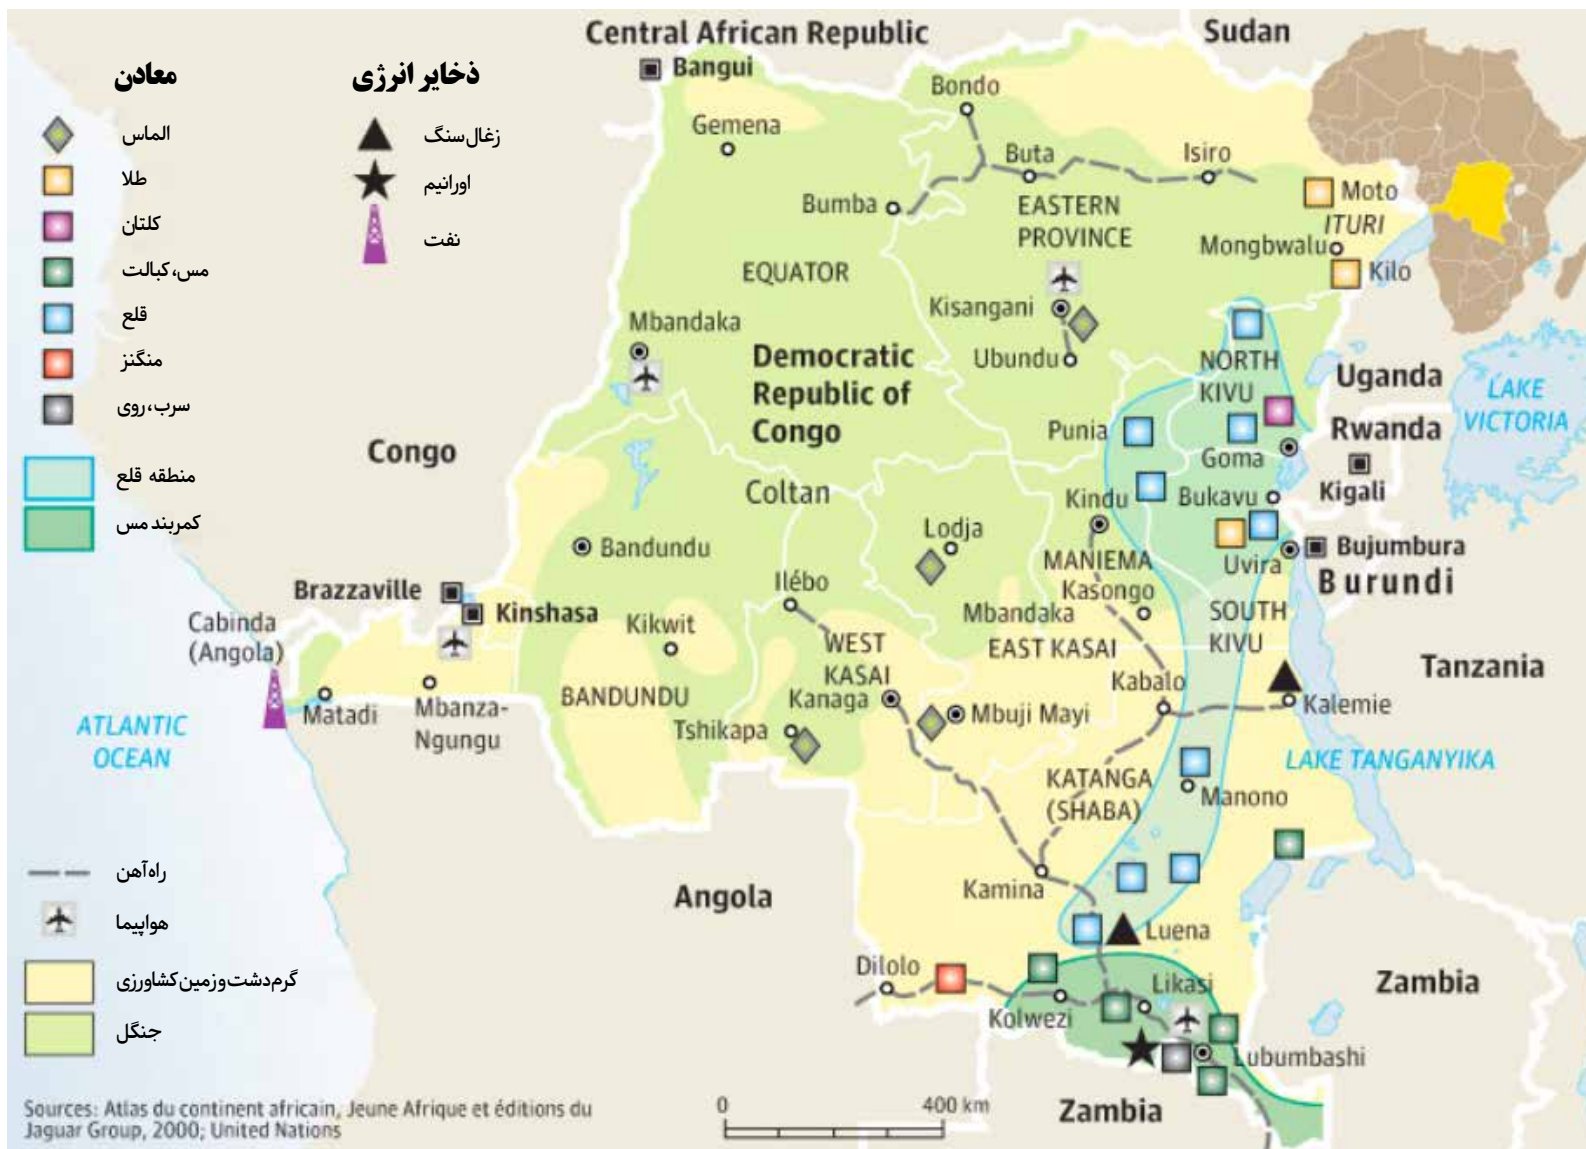 معادن
الماس
طلا
کلتان
مس، کبالت
قلع
منگنز
سرب، روی
منطقه قلع
کمربند مس
ذخایر انرژی
زغال‌سنگ
اورانیم
نفت
راه‌آهن
هواپیما
گرم‌دشت و زمین کشاورزی
جنگل
Central African Republic
Sudan
Bangui
Bondo
Gemena
Buta
Isiro
Moto
Bumba
EASTERN
PROVINCE
ITURI
Mongbwalu
Kilo
EQUATOR
Kisangani
Mbandaka
Ubundu
Democratic
Republic of
Congo
NORTH
KIVU
Uganda
LAKE
VICTORIA
Punia
Rwanda
Goma
Congo
Kigali
Coltan
Kindu
Bukavu
Lodja
Bandundu
MANIEMA
Uvira
Bujumbura
Burundi
Ilébo
Kasongo
Brazzaville
Kinshasa
Mbandaka
SOUTH
KIVU
Cabinda
(Angola)
Kikwit
WEST
KASAI
EAST KASAI
Tanzania
BANDUNDU
Kanaga
Kabalo
Matadi
Mbanza-
Ngungu
Tshikapa
Mbuji Mayi
Kalemie
ATLANTIC
OCEAN
LAKE TANGANYIKA
KATANGA
(SHABA)
Manono
Angola
Kamina
Luena
Dilolo
Likasi
Zambia
Kolwezi
Lubumbashi
Zambia
0 400 km
Sources: Atlas du continent africain, Jeune Afrique et éditions du
Jaguar Group, 2000; United Nations